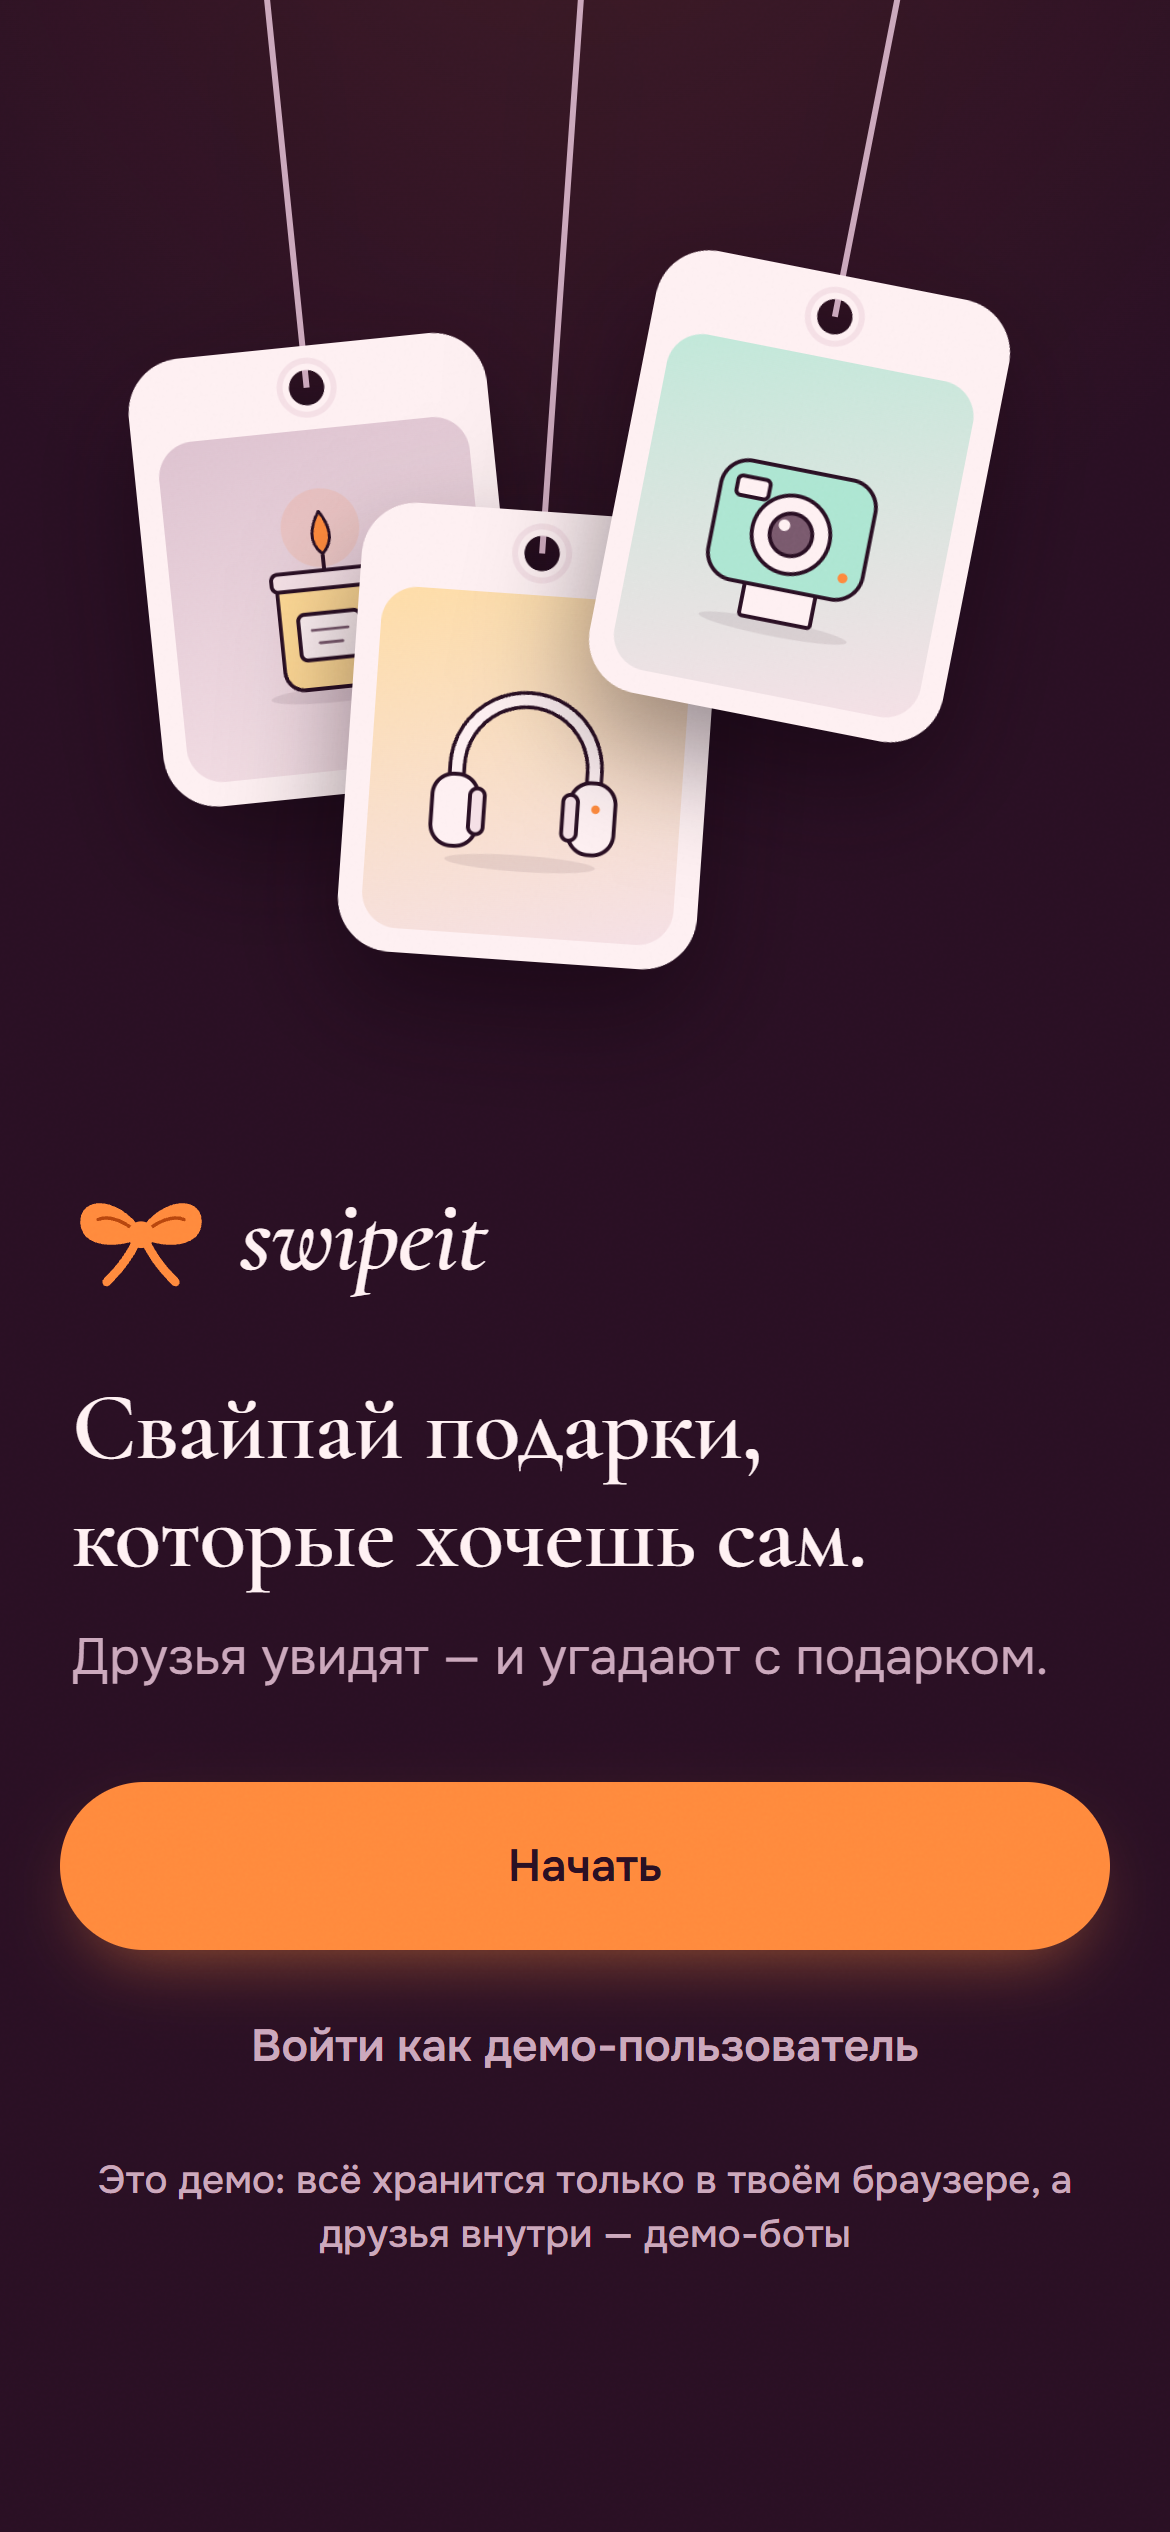 swipeit
Свайпай подарки,
которые хочешь сам.
Друзья увидят — и угадают с подарком.
Начать
Войти как демо-пользователь
Это демо: всё хранится только в твоём браузере, а
друзья внутри — демо-боты